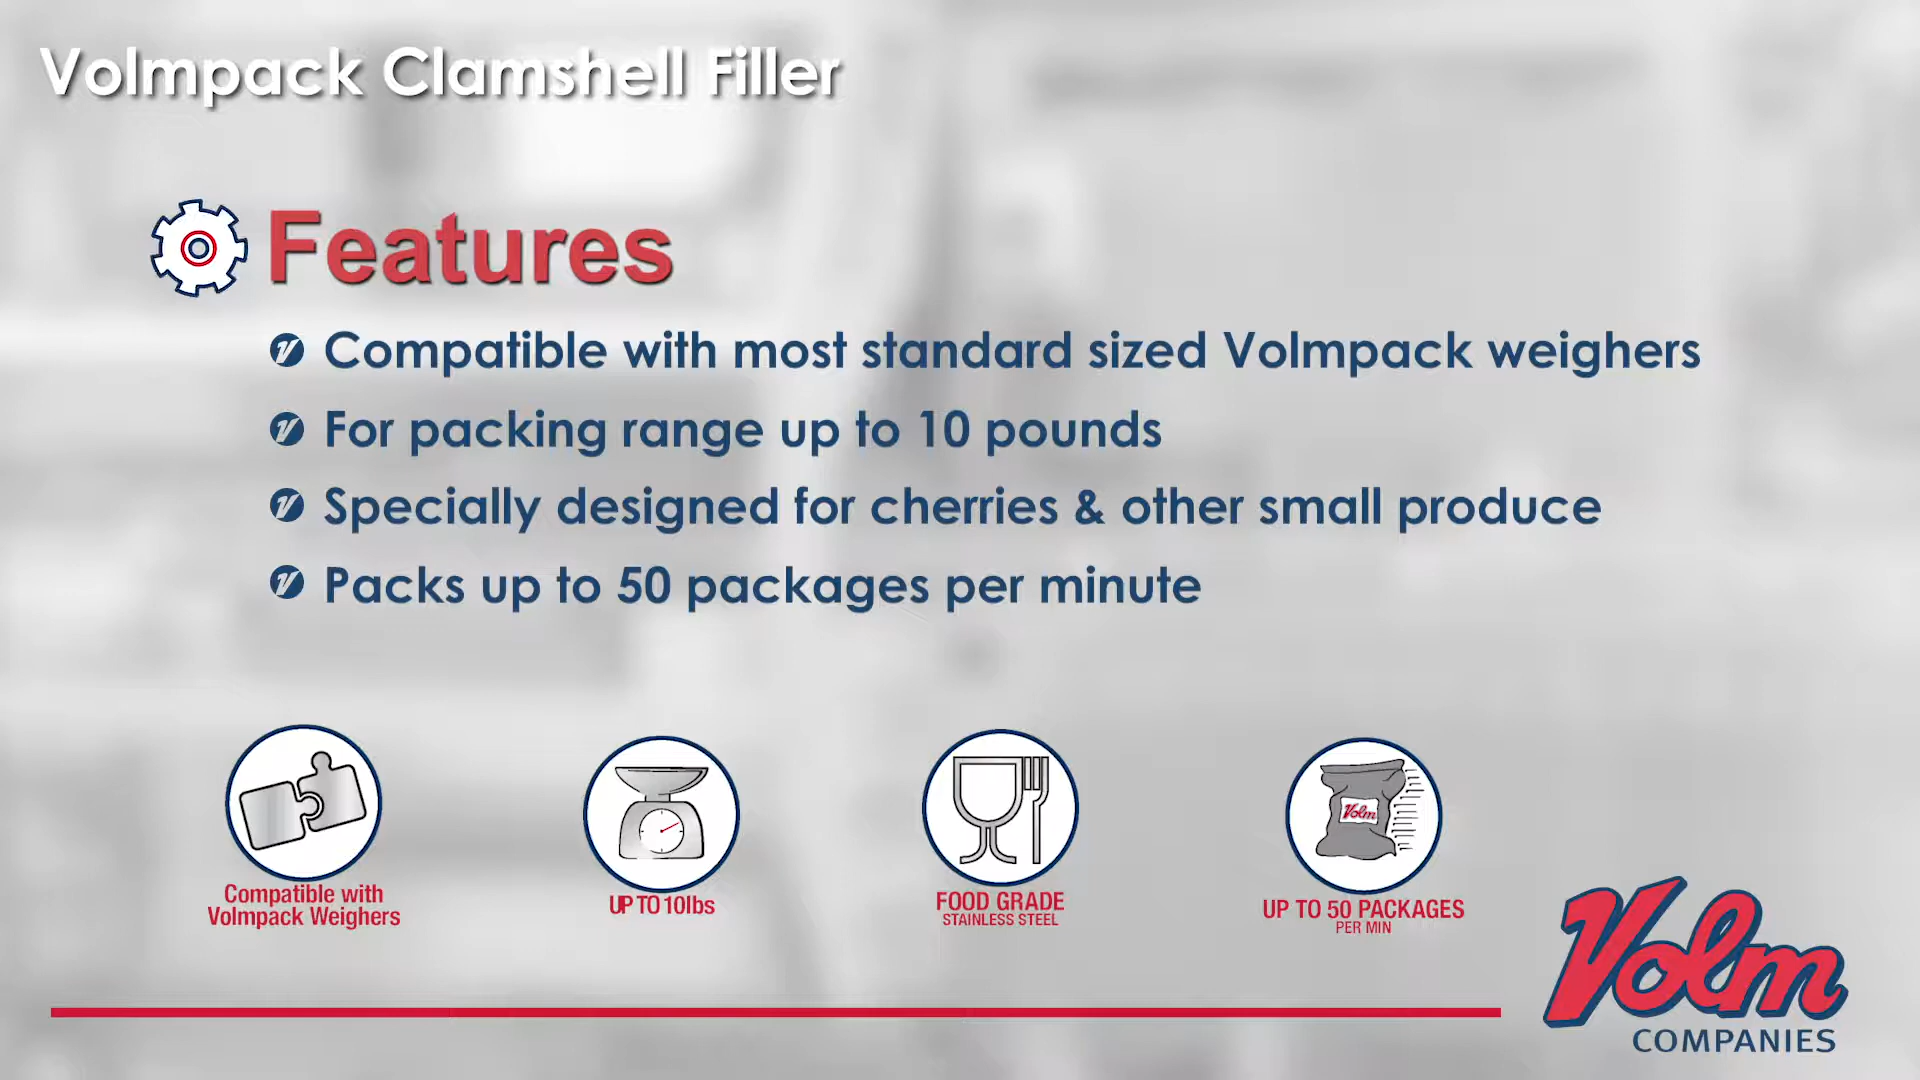 Volmpack Clamshell Filler
Features
Compatible with most standard sized Volmpack weighers
For packing range up to 10 pounds
Specially designed for cherries & other small produce
Packs up to 50 packages per minute
Compatible with
Volmpack Weighers
UP TO 10lbs
FOOD GRADE
STAINLESS STEEL
Volm
UP TO 50 PACKAGES
PER MIN
Volm
COMPANIES